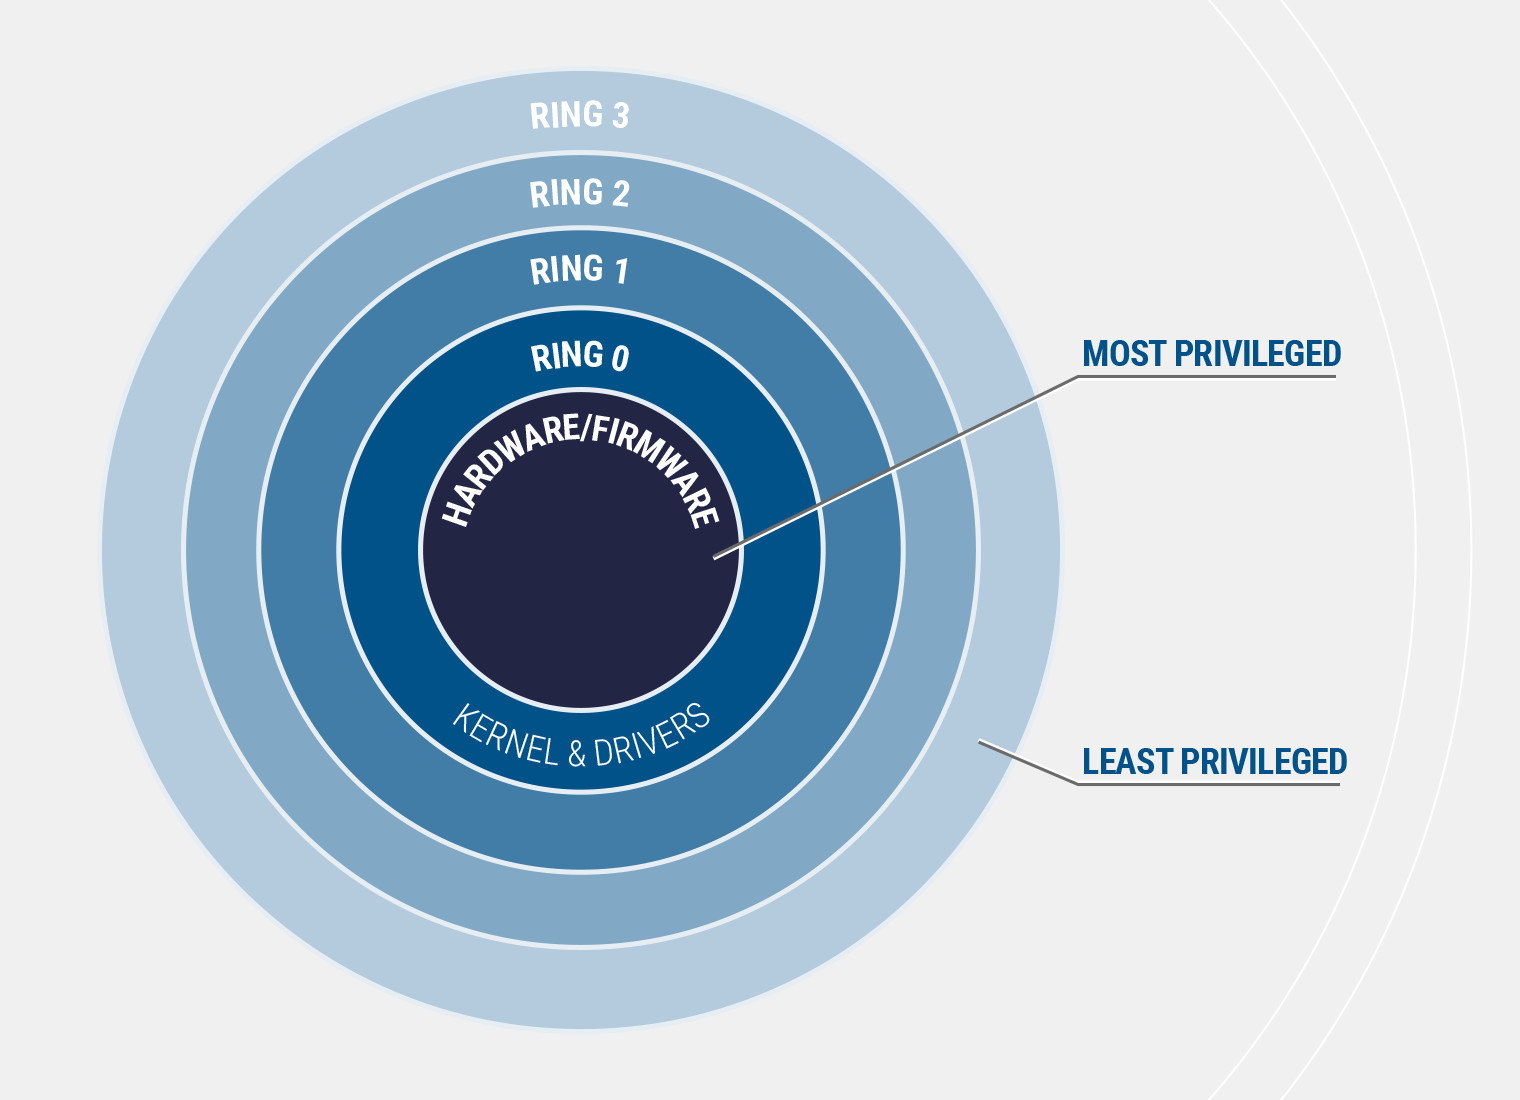 RING 3
RING 2
RING 1
RING 0
HARDWARE/FIRMWARE
KERNEL & DRIVERS
MOST PRIVILEGED
LEAST PRIVILEGED